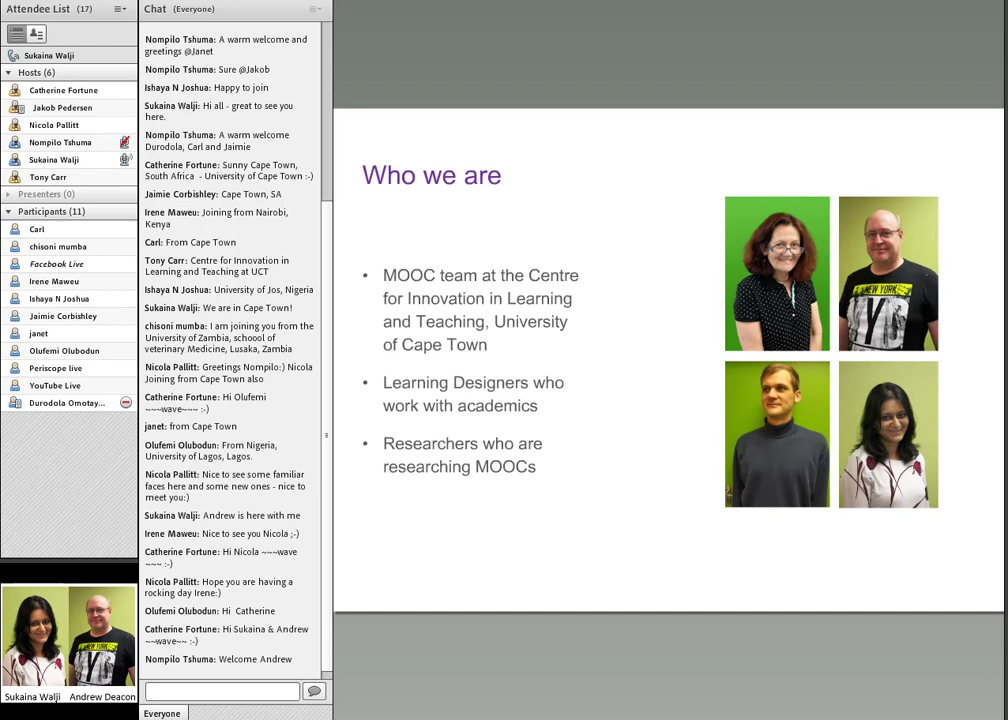 Attendee List (17)
Sukaina Walji
Hosts (6)
Catherine Fortune
Jakob Pedersen
Nicola Pallitt
Nompilo Tshuma
Sukaina Walji
Tony Carr
Presenters (0)
Participants (11)
Carl
chisoni mumba
Facebook Live
Irene Maweu
Ishaya N Joshua
Jaimie Corbishley
janet
Olufemi Olubodun
Periscope live
YouTube Live
Durodola Omotay...
Sukaina Walji
Andrew Deacon
Chat (Everyone)
Nompilo Tshuma: A warm welcome and
greetings @Janet
Nompilo Tshuma: Sure @Jakob
Ishaya N Joshua: Happy to join
Sukaina Walji: Hi all - great to see you
here.
Nompilo Tshuma: A warm welcome
Durodola, Carl and Jaimie
Catherine Fortune: Sunny Cape Town,
South Africa - University of Cape Town :-)
Jaimie Corbishley: Cape Town, SA
Irene Maweu: Joining from Nairobi,
Kenya
Carl: From Cape Town
Tony Carr: Centre for Innovation in
Learning and Teaching at UCT
Ishaya N Joshua: University of Jos, Nigeria
Sukaina Walji: We are in Cape Town!
chisoni mumba: I am joining you from the
University of Zambia, schoool of
veterinary Medicine, Lusaka, Zambia
Nicola Pallitt: Greetings Nompilo:) Nicola
Joining from Cape Town also
Catherine Fortune: Hi Olufemi
~~~wave~~~ :-)
janet: from Cape Town
Olufemi Olubodun: From Nigeria,
University of Lagos, Lagos.
Nicola Pallitt: Nice to see some familiar
faces here and some new ones - nice to
meet you:)
Sukaina Walji: Andrew is here with me
Irene Maweu: Nice to see you Nicola ;-)
Catherine Fortune: Hi Nicola ~~~wave
~~~ :-)
Nicola Pallitt: Hope you are having a
rocking day Irene:)
Olufemi Olubodun: Hi Catherine
Catherine Fortune: Hi Sukaina & Andrew
~~wave~~ :-)
Nompilo Tshuma: Welcome Andrew
Everyone
Who we are
• MOOC team at the Centre
for Innovation in Learning
and Teaching, University
of Cape Town
• Learning Designers who
work with academics
• Researchers who are
researching MOOCs
NEW YORK